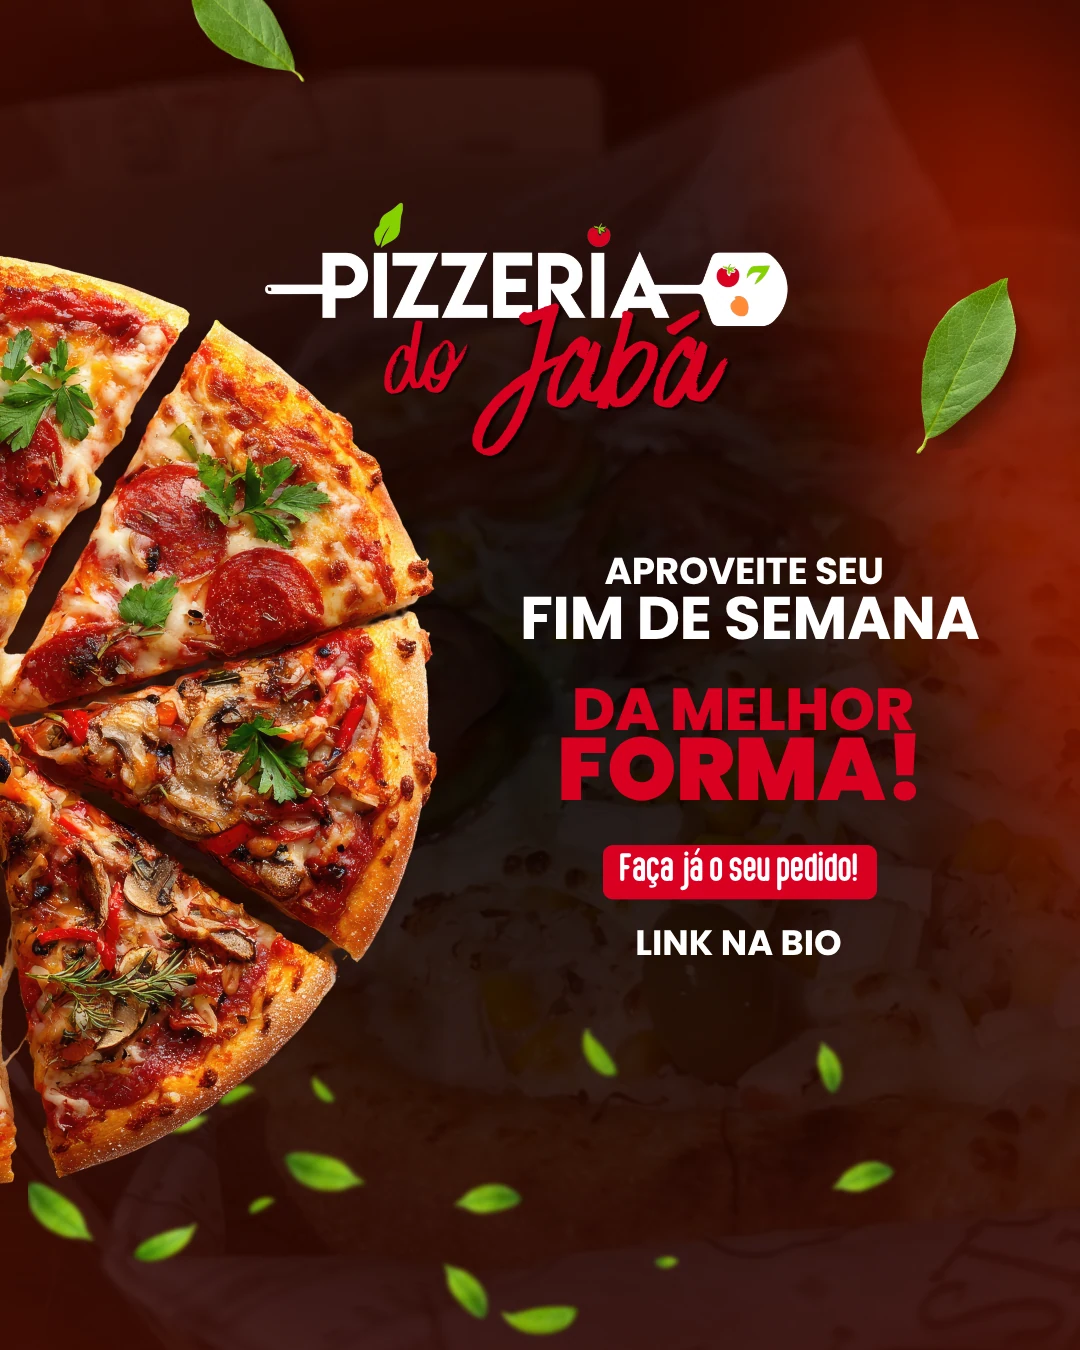 PIZZERIA
do Jabá
APROVEITE SEU
FIM DE SEMANA
DA MELHOR
FORMA!
Faça já o seu pedido!
LINK NA BIO